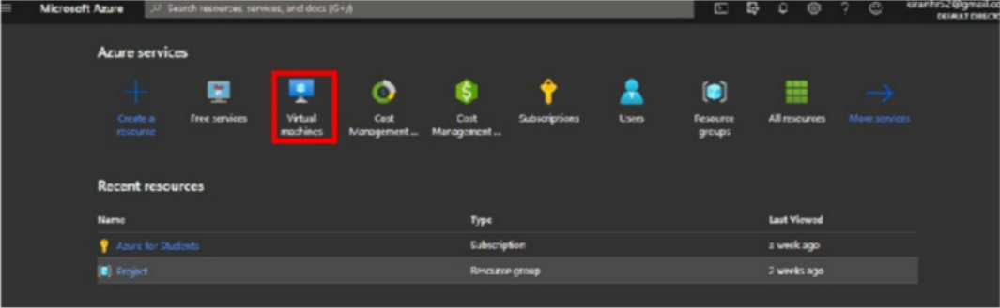 Microsoft Azure
Search resources, services, and docs (G+/)
kiranhr52@gmail.co
DEFAULT DIRECTO
Azure services
Create a resource
Free services
Virtual machines
Cost Management ...
Cost Management ...
Subscriptions
Users
Resource groups
All resources
More services
Recent resources
Name Type Last Viewed
Azure for Students Subscription a week ago
Project Resource group 2 weeks ago